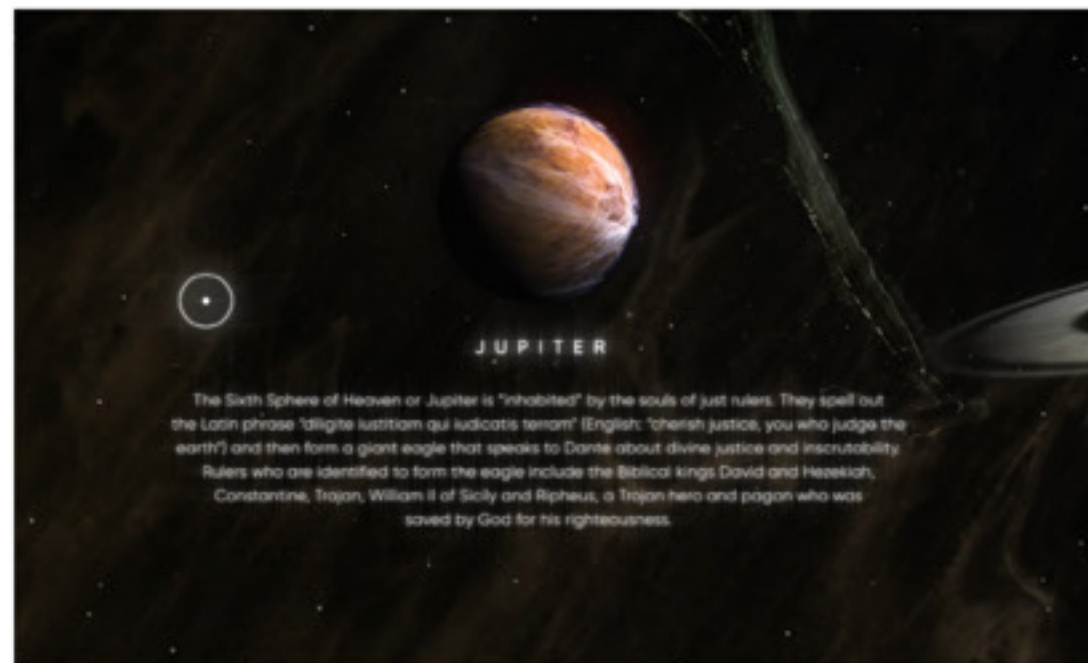 JUPITER
The Sixth Sphere of Heaven or Jupiter is "inhabited" by the souls of just rulers. They spell out
the Latin phrase "diligite iustitiam qui iudicatis terram" (English: "cherish justice, you who judge the
earth") and then form a giant eagle that speaks to Dante about divine justice and inscrutability.
Rulers who are identified to form the eagle include the Biblical kings David and Hezekiah,
Constantine, Trajan, William II of Sicily and Ripheus, a Trojan hero and pagan who was
saved by God for his righteousness.